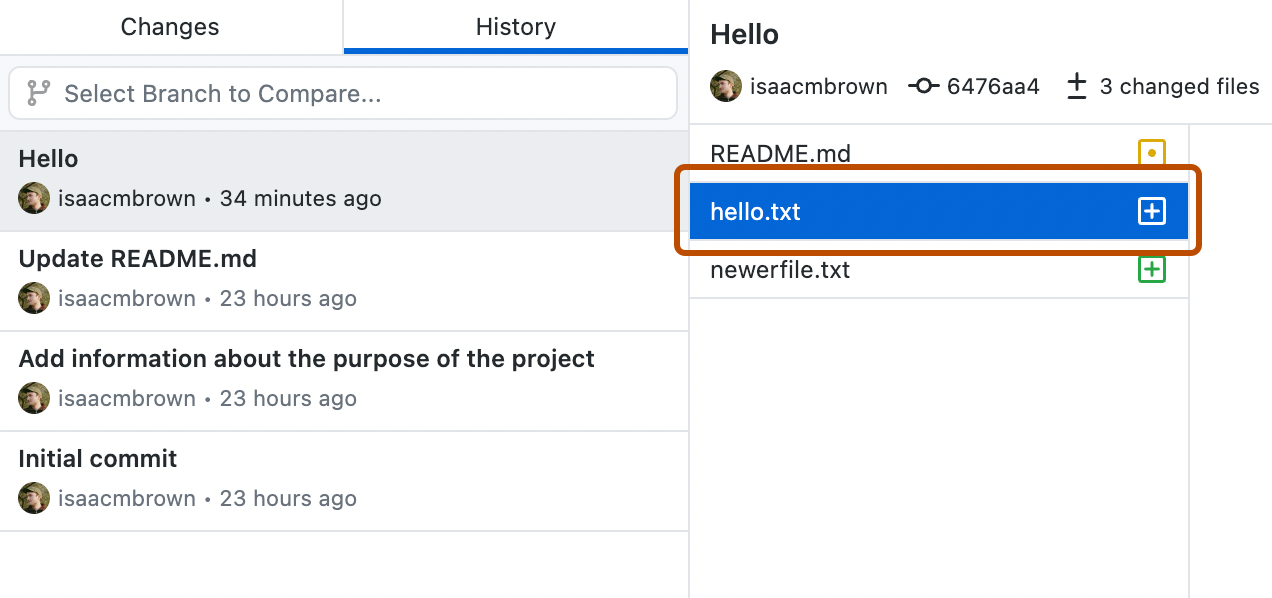 Changes
History
Select Branch to Compare...
Hello
isaacmbrown • 34 minutes ago
Update README.md
isaacmbrown • 23 hours ago
Add information about the purpose of the project
isaacmbrown • 23 hours ago
Initial commit
isaacmbrown • 23 hours ago
Hello
isaacmbrown 6476aa4 3 changed files
README.md
hello.txt
newerfile.txt